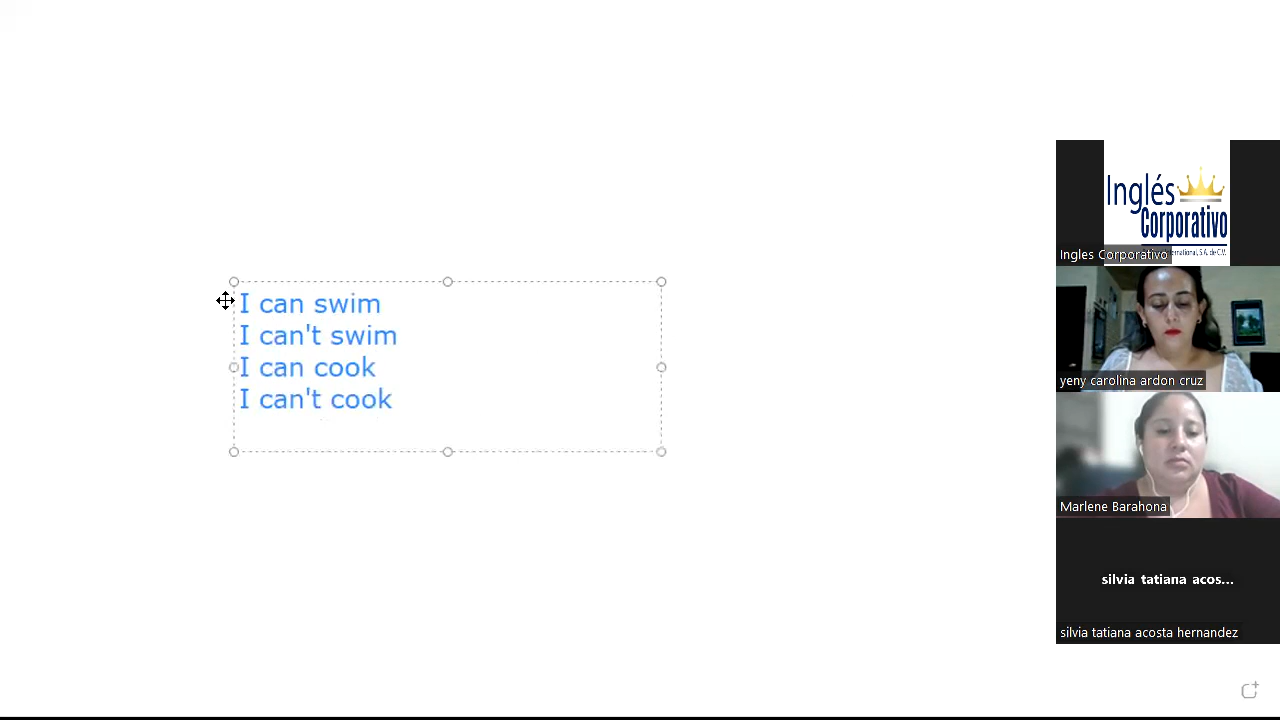 I can swim
I can't swim
I can cook
I can't cook
Inglés
Corporativo
Ingles Corporativo
yeny carolina ardon cruz
Marlene Barahona
silvia tatiana acos...
silvia tatiana acosta hernandez